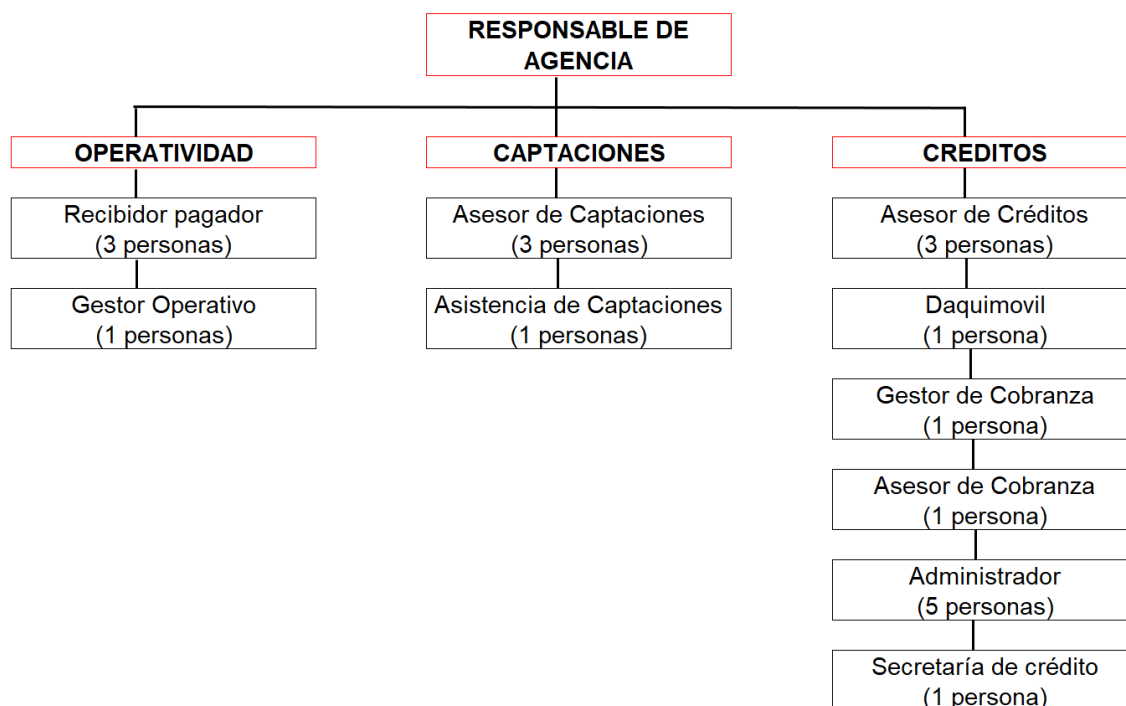 RESPONSABLE DE
AGENCIA
OPERATIVIDAD
CAPTACIONES
CREDITOS
Recibidor pagador
(3 personas)
Asesor de Captaciones
(3 personas)
Asesor de Créditos
(3 personas)
Gestor Operativo
(1 personas)
Asistencia de Captaciones
(1 personas)
Daquimovil
(1 persona)
Gestor de Cobranza
(1 persona)
Asesor de Cobranza
(1 persona)
Administrador
(5 personas)
Secretaría de crédito
(1 persona)